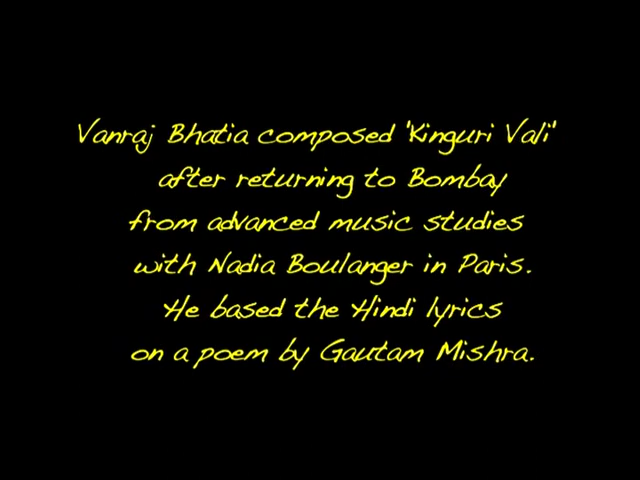 Vanraj Bhatia composed 'Kinguri Vali'
after returning to Bombay
from advanced music studies
with Nadia Boulanger in Paris.
He based the Hindi lyrics
on a poem by Gautam Mishra.